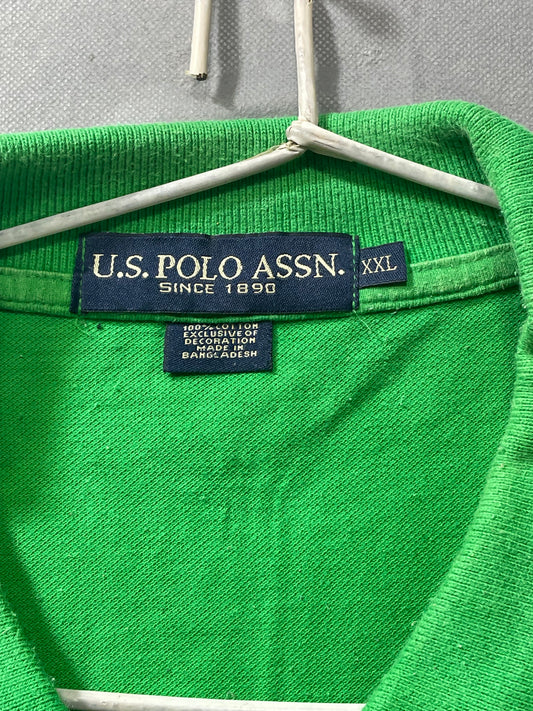 U.S. POLO ASSN.
SINCE 1890
XXL
100% COTTON
EXCLUSIVE OF
DECORATION
MADE IN
BANGLADESH